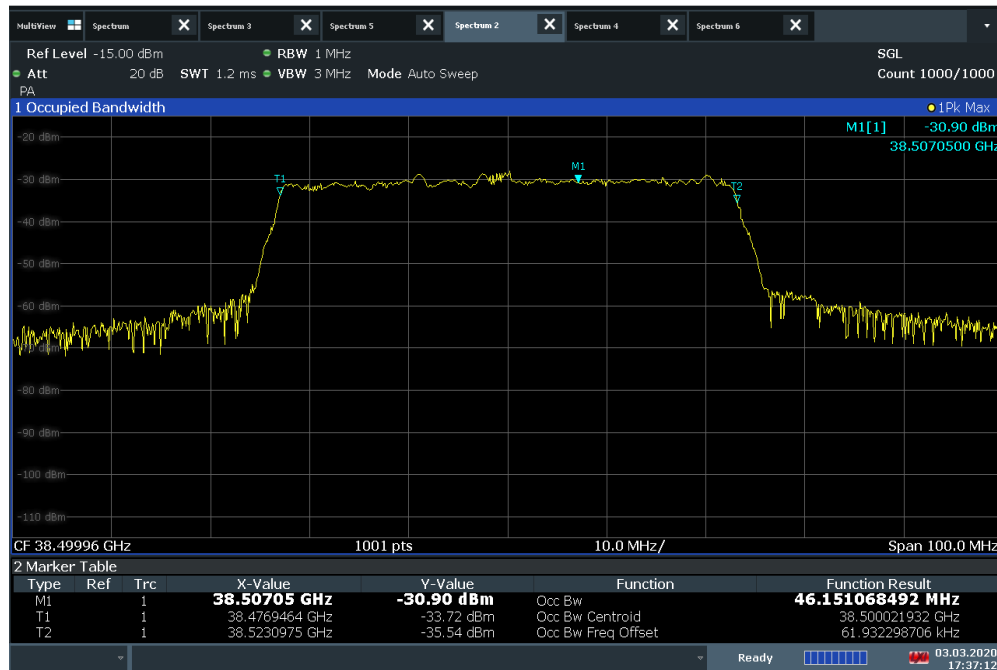 MultiView Spectrum X Spectrum 3 X Spectrum 5 X Spectrum 2 X Spectrum 4 X Spectrum 6 X
Ref Level -15.00 dBm RBW 1 MHz SGL
Att 20 dB SWT 1.2 ms VBW 3 MHz Mode Auto Sweep Count 1000/1000
PA
1 Occupied Bandwidth 1Pk Max
M1[1] -30.90 dBm
38.5070500 GHz
-20 dBm
M1
T1
-30 dBm
T2
-40 dBm
-50 dBm
-60 dBm
-80 dBm
-90 dBm
-100 dBm
-110 dBm
CF 38.49996 GHz 1001 pts 10.0 MHz/ Span 100.0 MHz
2 Marker Table
Type Ref Trc X-Value Y-Value Function Function Result
M1 1 38.50705 GHz -30.90 dBm Occ Bw 46.151068492 MHz
T1 1 38.4769464 GHz -33.72 dBm Occ Bw Centroid 38.500021932 GHz
T2 1 38.5230975 GHz -35.54 dBm Occ Bw Freq Offset 61.932298706 kHz
Ready 03.03.2020
17:37:12